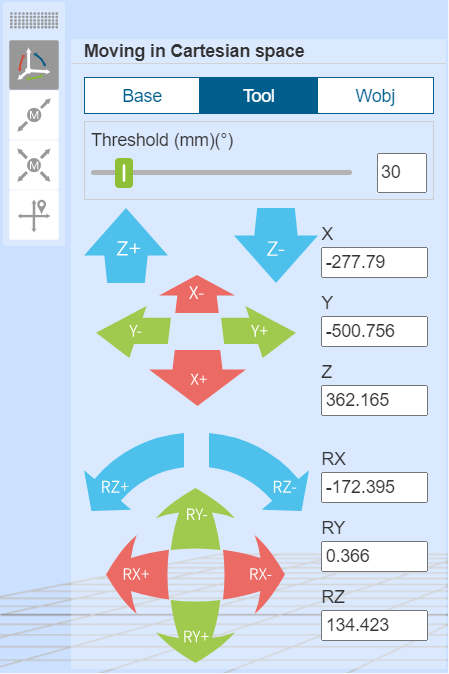 Moving in Cartesian space
Base Tool Wobj
Threshold (mm)(°)
30
Z+ Z-
X
-277.79
X-
Y
Y- Y+
-500.756
X+
Z
362.165
RX
RZ+ RZ-
-172.395
RY-
RY
0.366
RX+ RX-
RZ
134.423
RY+
M
M